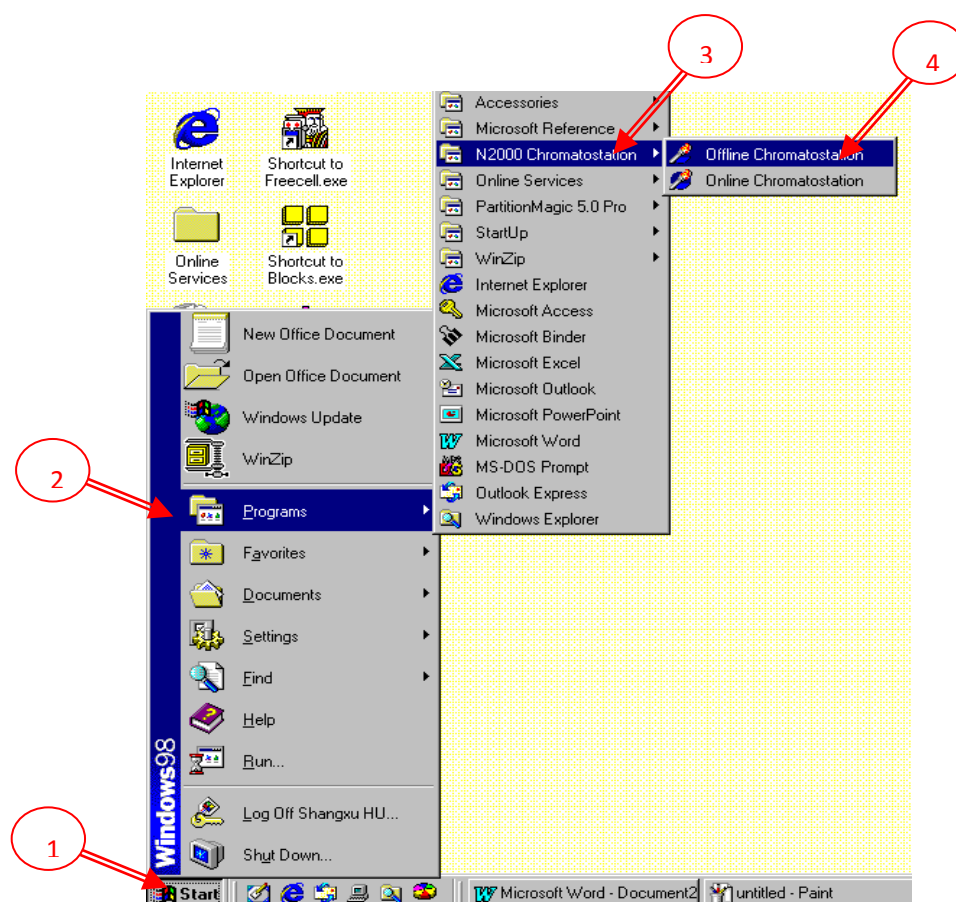 3
4
Internet
Explorer
Shortcut to
Freecell.exe
Online
Services
Shortcut to
Blocks.exe
Accessories
Microsoft Reference
N2000 Chromatostation
Online Services
PartitionMagic 5.0 Pro
StartUp
WinZip
Internet Explorer
Microsoft Access
Microsoft Binder
Microsoft Excel
Microsoft Outlook
Microsoft PowerPoint
Microsoft Word
MS-DOS Prompt
Outlook Express
Windows Explorer
Offline Chromatostation
Online Chromatostation
New Office Document
Open Office Document
Windows Update
WinZip
2
Programs
Favorites
Documents
Settings
Find
Help
Run...
Log Off Shangxu HU...
Shut Down...
Windows98
1
Start
Microsoft Word - Document2
untitled - Paint